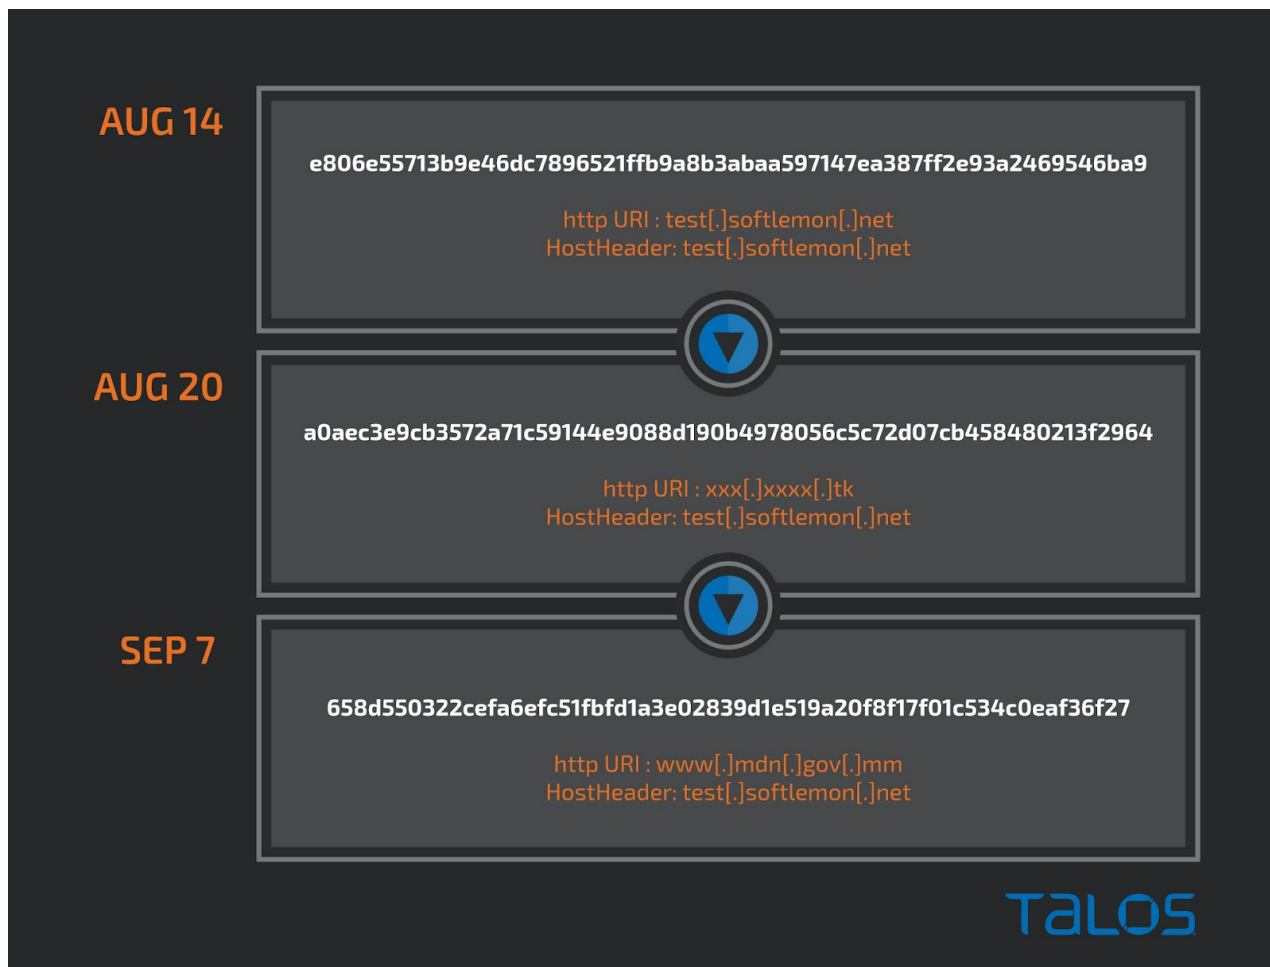 AUG 14
e806e55713b9e46dc7896521ffb9a8b3abaa597147ea387ff2e93a2469546ba9
http URI : test[.]softlemon[.]net
HostHeader: test[.]softlemon[.]net
AUG 20
a0aec3e9cb3572a71c59144e9088d190b4978056c5c72d07cb458480213f2964
http URI : xxx[.]xxxx[.]tk
HostHeader: test[.]softlemon[.]net
SEP 7
658d550322cefa6efc51fbfd1a3e02839d1e519a20f8f17f01c534c0eaf36f27
http URI : www[.]mdn[.]gov[.]mm
HostHeader: test[.]softlemon[.]net
TALOS